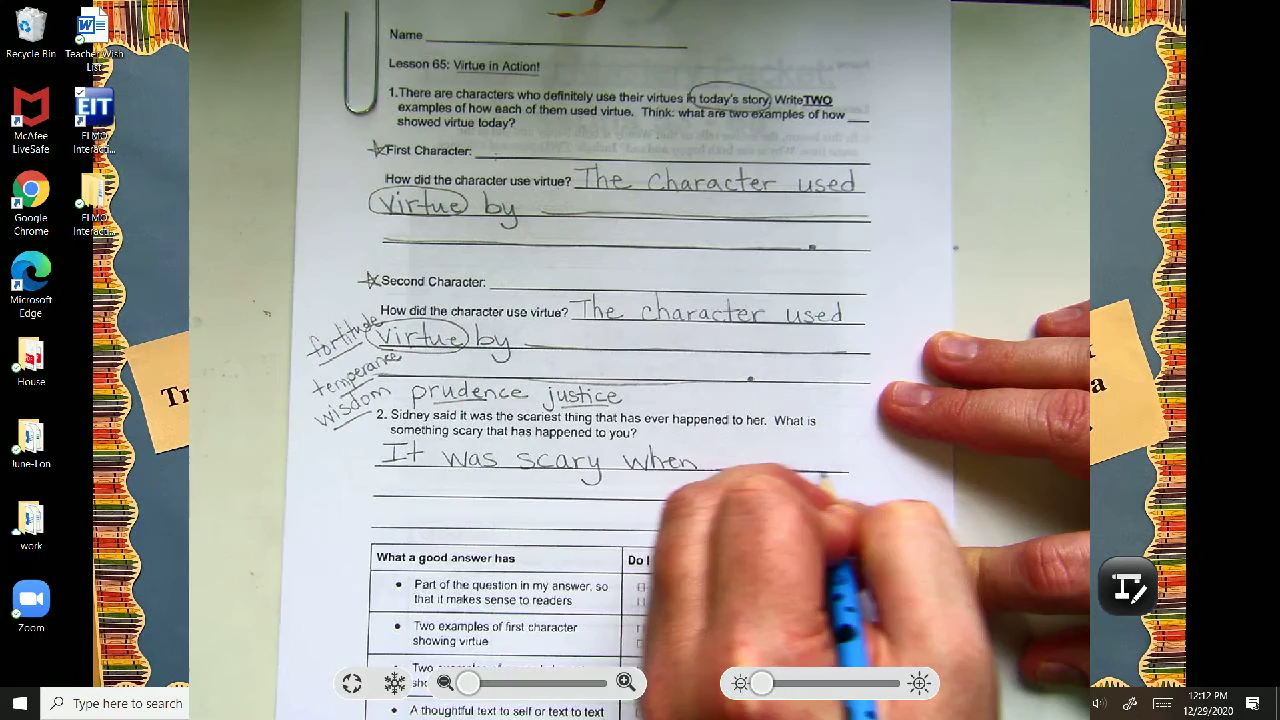 Recycle Bin
Teacher Wish List
McAfee LiveSafe
Google Chrome
Microsoft Edge
House
work
Zoom
EIT
Name
Lesson 65: Virtue in Action!
1.There are characters who definitely use their virtues in today's story. Write TWO
examples of how each of them used virtue. Think: what are two examples of how ___
showed virtue today?
First Character:
How did the character use virtue? The character used
virtue by
Second Character:
How did the character use virtue? The character used
virtue by
fortitude
temperance
wisdom prudence justice
2. Sidney said it was the scariest thing that has ever happened to her. What is
something scary that has happened to you?
It was scary when
What a good answer has
Do I
• Part of the question in my answer, so
that it makes sense to readers
• Two examples of first character
showing virtue
• Two
• A thoughtful text to self or text to text
Type here to search
12:12 PM
12/29/2020